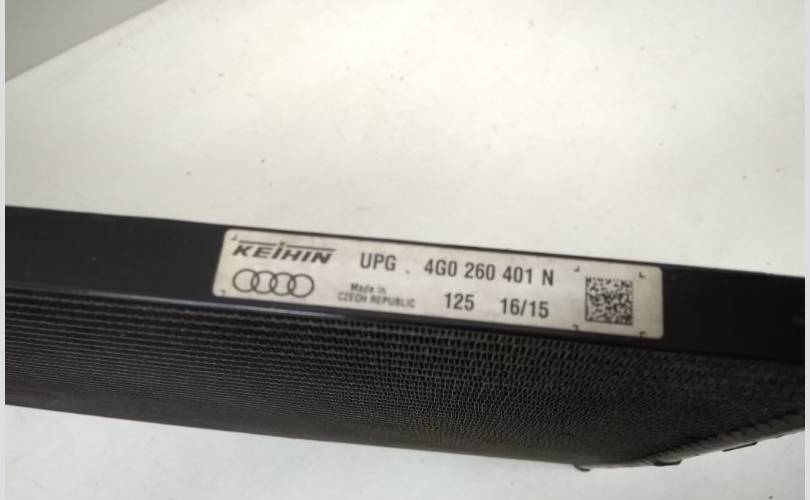 KEIHIN UPG . 4G0 260 401 N
Made in
CZECH REPUBLIC 125 16/15